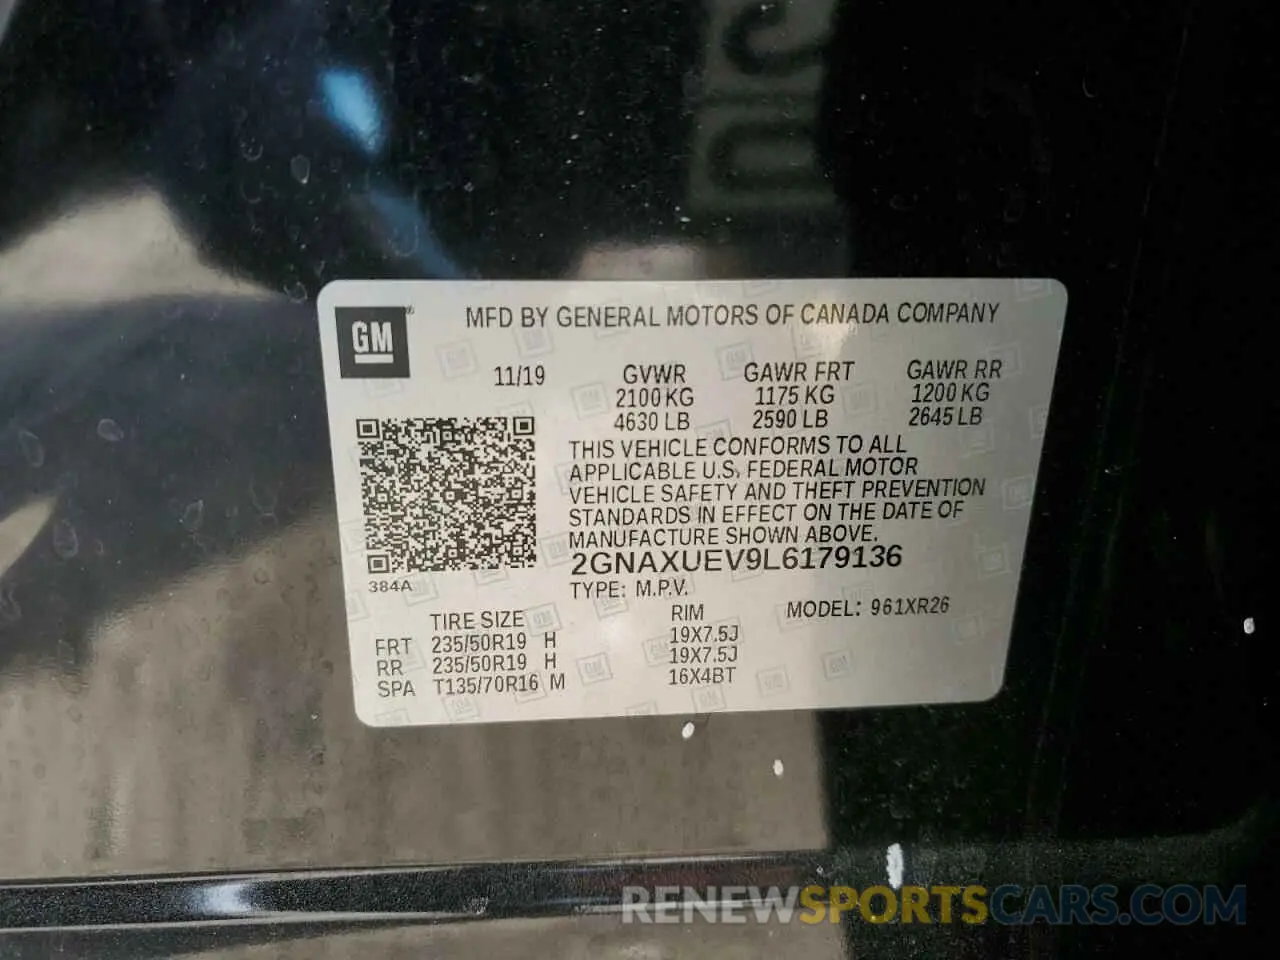 GM
MFD BY GENERAL MOTORS OF CANADA COMPANY
11/19 GVWR GAWR FRT GAWR RR
2100 KG 1175 KG 1200 KG
4630 LB 2590 LB 2645 LB
THIS VEHICLE CONFORMS TO ALL
APPLICABLE U.S. FEDERAL MOTOR
VEHICLE SAFETY AND THEFT PREVENTION
STANDARDS IN EFFECT ON THE DATE OF
MANUFACTURE SHOWN ABOVE.
2GNAXUEV9L6179136
384A
TYPE: M.P.V.
TIRE SIZE RIM MODEL: 961XR26
FRT 235/50R19 H 19X7.5J
RR 235/50R19 H 19X7.5J
SPA T135/70R16 M 16X4BT
RENEWSPORTSCARS.COM